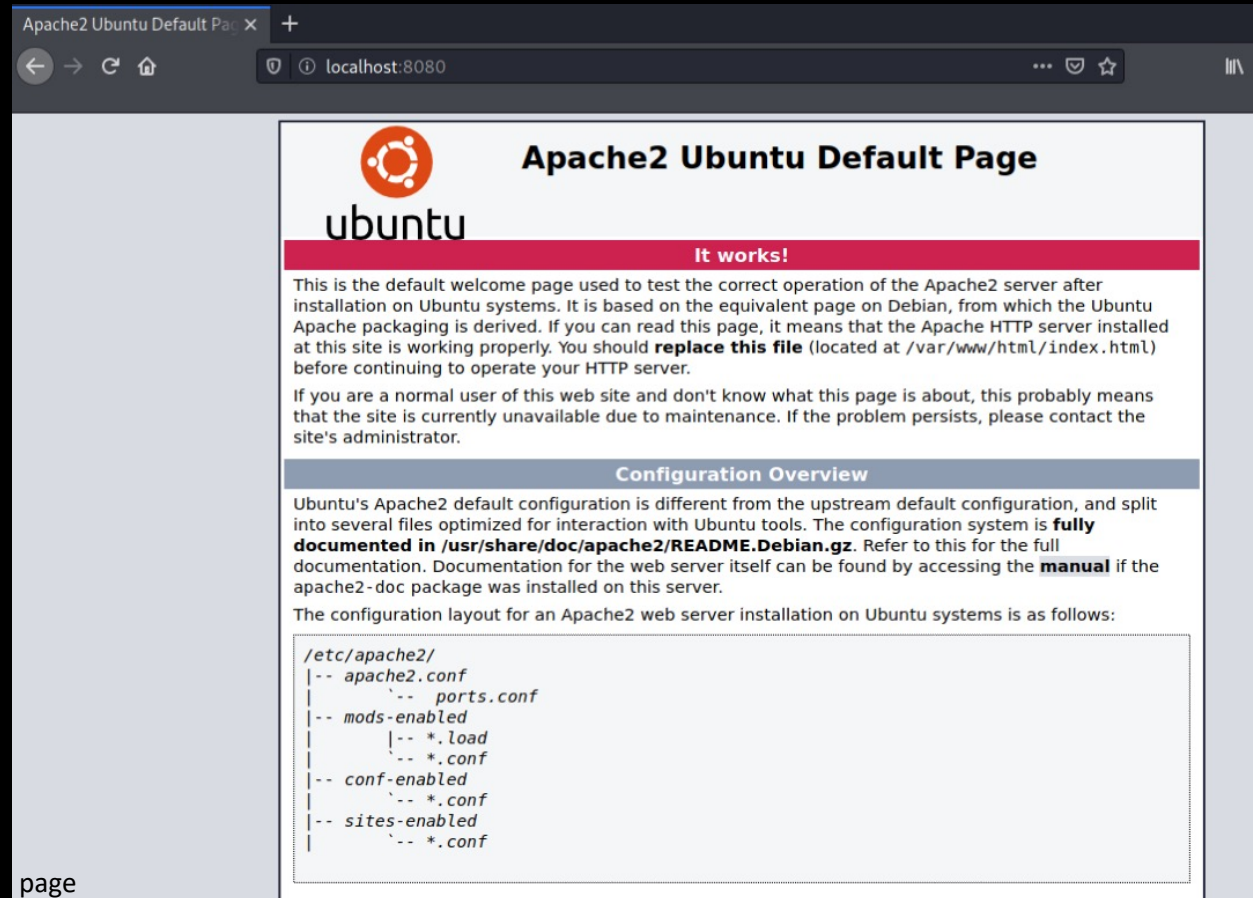 Apache2 Ubuntu Default Pag
localhost:8080
ubuntu
Apache2 Ubuntu Default Page
It works!
This is the default welcome page used to test the correct operation of the Apache2 server after
installation on Ubuntu systems. It is based on the equivalent page on Debian, from which the Ubuntu
Apache packaging is derived. If you can read this page, it means that the Apache HTTP server installed
at this site is working properly. You should replace this file (located at /var/www/html/index.html)
before continuing to operate your HTTP server.
If you are a normal user of this web site and don't know what this page is about, this probably means
that the site is currently unavailable due to maintenance. If the problem persists, please contact the
site's administrator.
Configuration Overview
Ubuntu's Apache2 default configuration is different from the upstream default configuration, and split
into several files optimized for interaction with Ubuntu tools. The configuration system is fully
documented in /usr/share/doc/apache2/README.Debian.gz. Refer to this for the full
documentation. Documentation for the web server itself can be found by accessing the manual if the
apache2-doc package was installed on this server.
The configuration layout for an Apache2 web server installation on Ubuntu systems is as follows:
/etc/apache2/
|-- apache2.conf
|       `--  ports.conf
|-- mods-enabled
|       |-- *.load
|       `-- *.conf
|-- conf-enabled
|       `-- *.conf
|-- sites-enabled
|       `-- *.conf
page